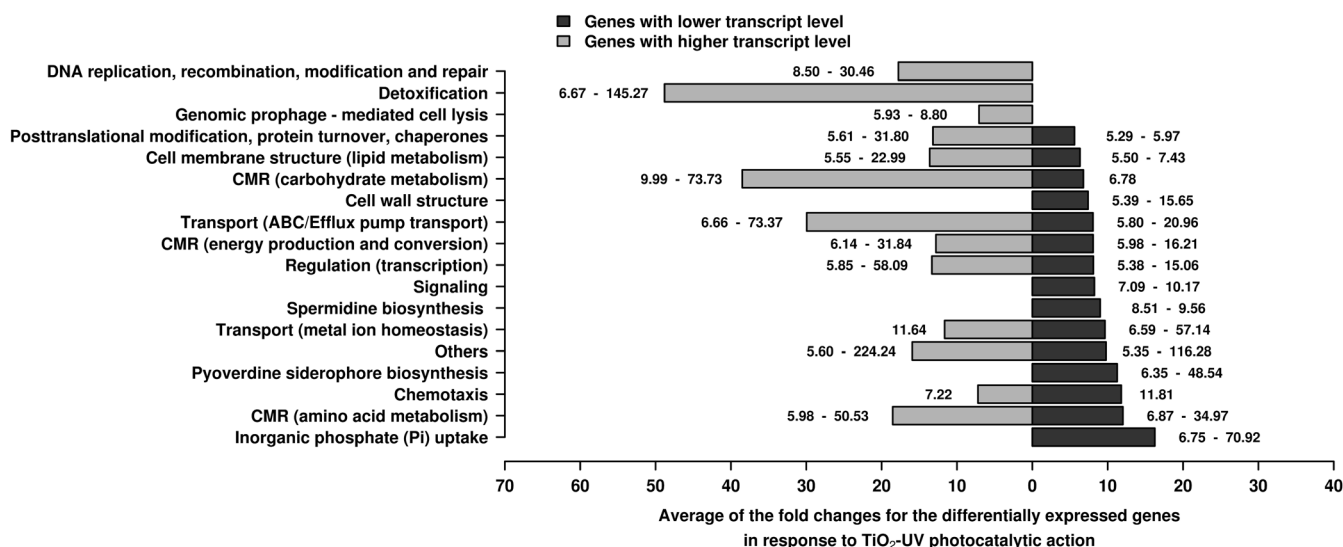 Genes with lower transcript level
Genes with higher transcript level
DNA replication, recombination, modification and repair 8.50 - 30.46
Detoxification 6.67 - 145.27
Genomic prophage - mediated cell lysis 5.93 - 8.80
Posttranslational modification, protein turnover, chaperones 5.61 - 31.80 5.29 - 5.97
Cell membrane structure (lipid metabolism) 5.55 - 22.99 5.50 - 7.43
CMR (carbohydrate metabolism) 9.99 - 73.73 6.78
Cell wall structure 5.39 - 15.65
Transport (ABC/Efflux pump transport) 6.66 - 73.37 5.80 - 20.96
CMR (energy production and conversion) 6.14 - 31.84 5.98 - 16.21
Regulation (transcription) 5.85 - 58.09 5.38 - 15.06
Signaling 7.09 - 10.17
Spermidine biosynthesis 8.51 - 9.56
Transport (metal ion homeostasis) 11.64 6.59 - 57.14
Others 5.60 - 224.24 5.35 - 116.28
Pyoverdine siderophore biosynthesis 6.35 - 48.54
Chemotaxis 7.22 11.81
CMR (amino acid metabolism) 5.98 - 50.53 6.87 - 34.97
Inorganic phosphate (Pi) uptake 6.75 - 70.92
70 60 50 40 30 20 10 0 10 20 30 40
Average of the fold changes for the differentially expressed genes
in response to TiO₂-UV photocatalytic action